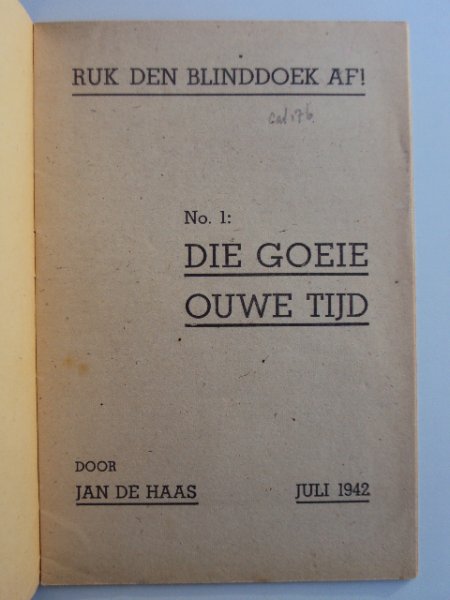 RUK DEN BLINDDOEK AF!
No. 1:
DIE GOEIE
OUWE TIJD
DOOR
JAN DE HAAS
JULI 1942